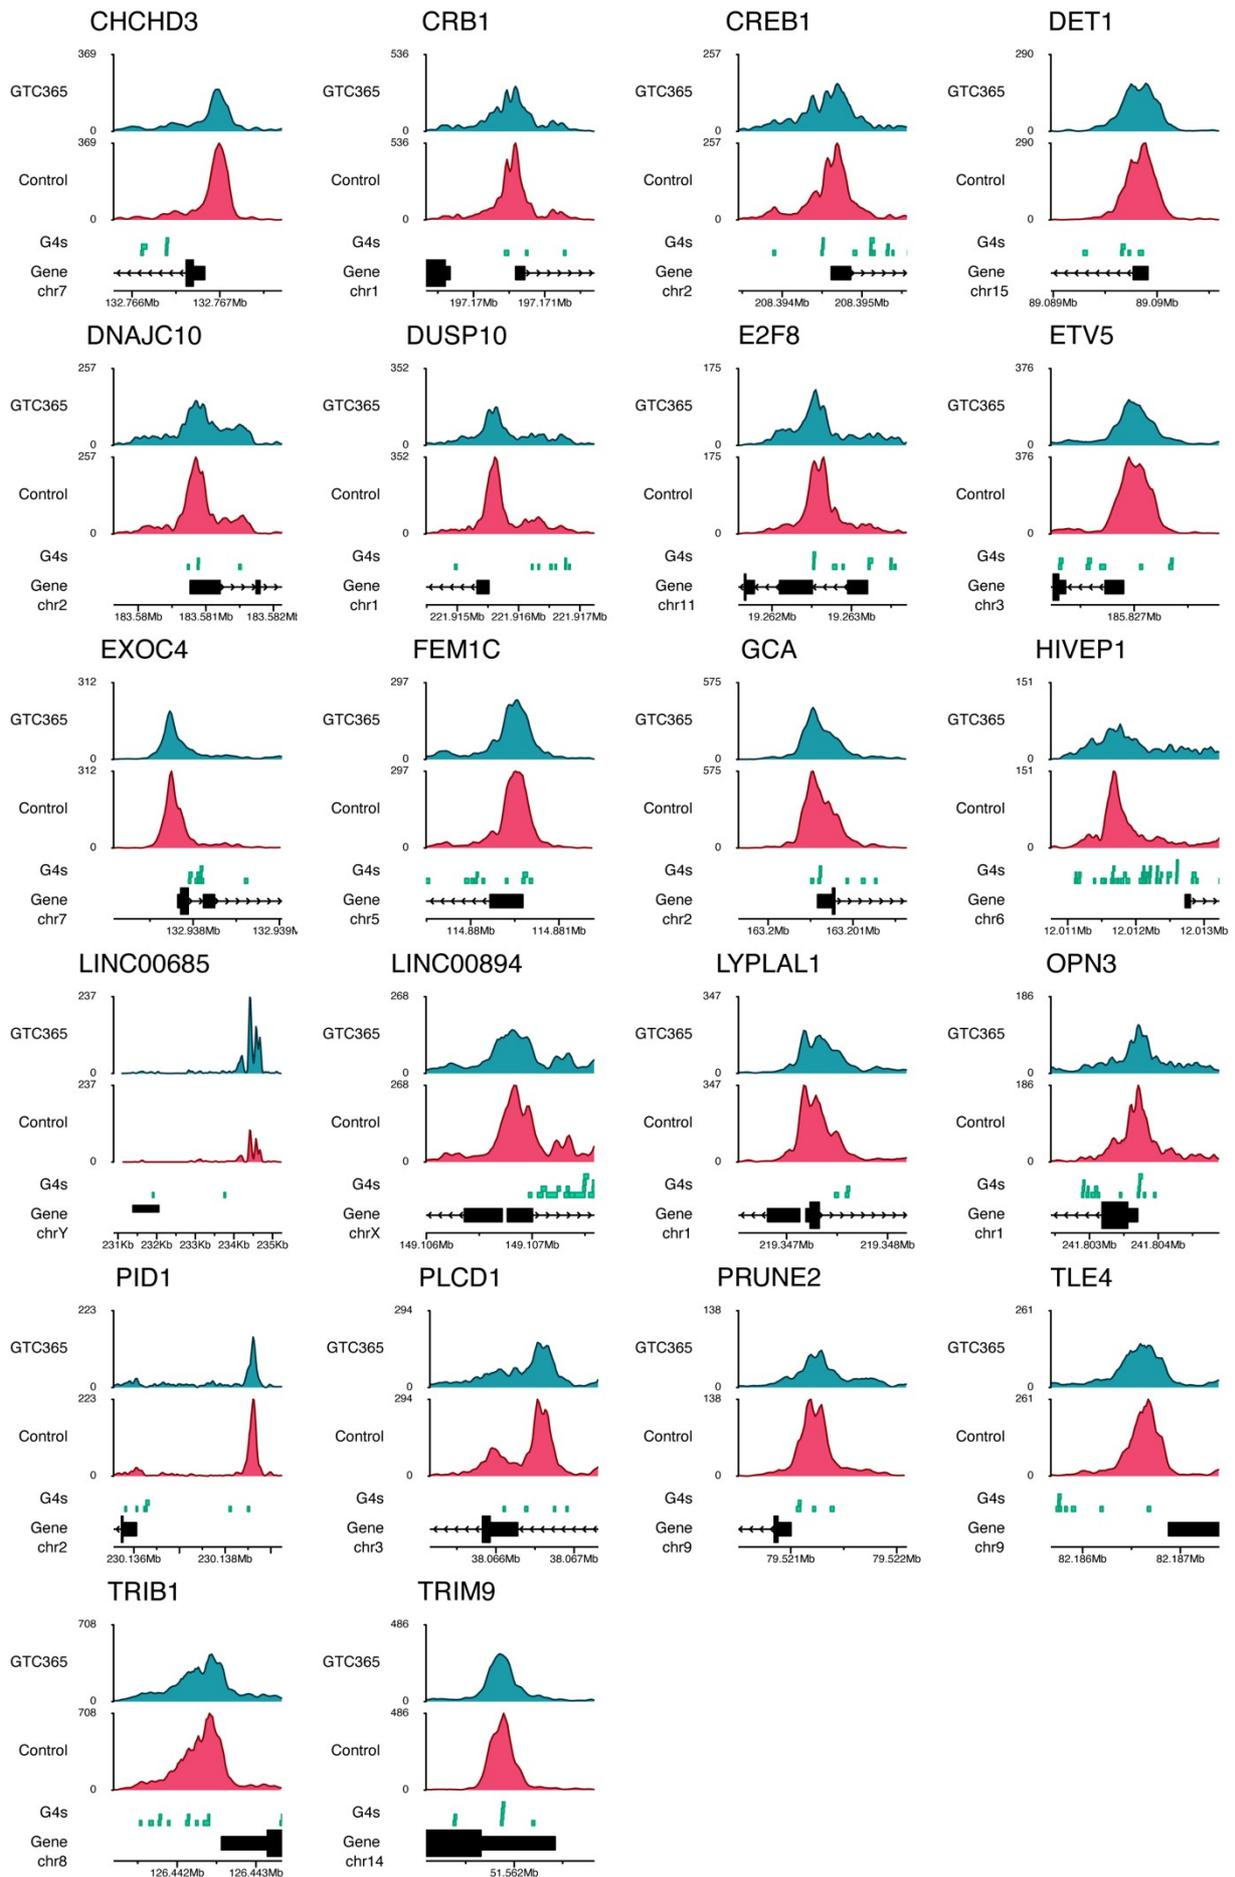 CHCHD3 CRB1 CREB1 DET1
369 536 257 290
GTC365 GTC365 GTC365 GTC365
0 0 0 0
369 536 257 290
Control Control Control Control
0 0 0 0
G4s G4s G4s G4s
Gene Gene Gene Gene
chr7 chr1 chr2 chr15
132.766Mb 132.767Mb 197.17Mb 197.171Mb 208.394Mb 208.395Mb 89.089Mb 89.09Mb
DNAJC10 DUSP10 E2F8 ETV5
257 352 175 376
GTC365 GTC365 GTC365 GTC365
0 0 0 0
257 352 175 376
Control Control Control Control
0 0 0 0
G4s G4s G4s G4s
Gene Gene Gene Gene
chr2 chr1 chr11 chr3
183.58Mb 183.581Mb 183.582Mb 221.915Mb 221.916Mb 221.917Mb 19.262Mb 19.263Mb 185.827Mb
EXOC4 FEM1C GCA HIVEP1
312 297 575 151
GTC365 GTC365 GTC365 GTC365
0 0 0 0
312 297 575 151
Control Control Control Control
0 0 0 0
G4s G4s G4s G4s
Gene Gene Gene Gene
chr7 chr5 chr2 chr6
132.938Mb 132.939M 114.88Mb 114.881Mb 163.2Mb 163.201Mb 12.011Mb 12.012Mb 12.013Mb
LINC00685 LINC00894 LYPLAL1 OPN3
237 268 347 186
GTC365 GTC365 GTC365 GTC365
0 0 0 0
237 268 347 186
Control Control Control Control
0 0 0 0
G4s G4s G4s G4s
Gene Gene Gene Gene
chrY chrX chr1 chr1
231Kb 232Kb 233Kb 234Kb 235Kb 149.106Mb 149.107Mb 219.347Mb 219.348Mb 241.803Mb 241.804Mb
PID1 PLCD1 PRUNE2 TLE4
223 294 138 261
GTC365 GTC365 GTC365 GTC365
0 0 0 0
223 294 138 261
Control Control Control Control
0 0 0 0
G4s G4s G4s G4s
Gene Gene Gene Gene
chr2 chr3 chr9 chr9
230.136Mb 230.138Mb 38.066Mb 38.067Mb 79.521Mb 79.522Mb 82.186Mb 82.187Mb
TRIB1 TRIM9
708 486
GTC365 GTC365
0 0
708 486
Control Control
0 0
G4s G4s
Gene Gene
chr8 chr14
126.442Mb 126.443Mb 51.562Mb